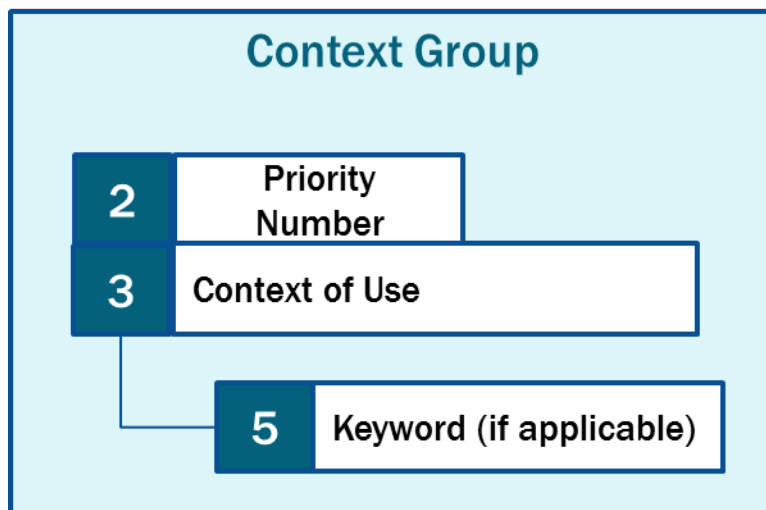 Context Group
2 Priority
Number
3 Context of Use
5 Keyword (if applicable)